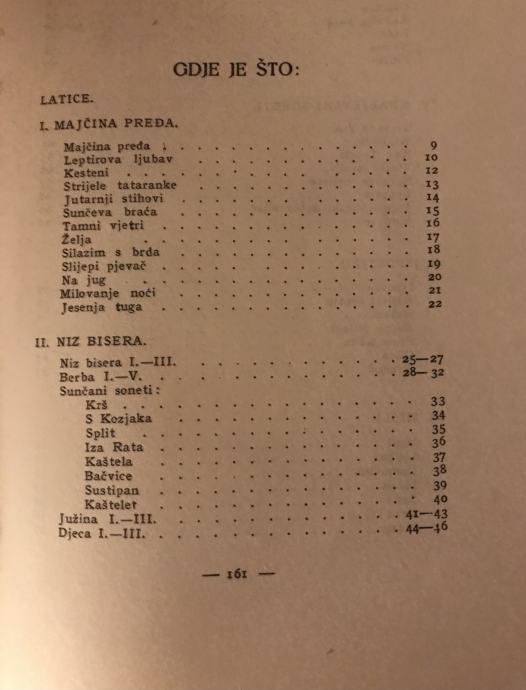 GDJE JE ŠTO:
LATICE.
I. MAJČINA PREĐA.
Majčina pređa . . . . . . . . . . . . . 9
Leptirova ljubav . . . . . . . . . . . 10
Kesteni . . . . . . . . . . . . . . . 12
Strijele tataranke . . . . . . . . . . . 13
Jutarnji stihovi . . . . . . . . . . . 14
Sunčeva braća . . . . . . . . . . . . 15
Tamni vjetri . . . . . . . . . . . . . 16
Želja . . . . . . . . . . . . . . 17
Silazim s brda . . . . . . . . . . . . 18
Slijepi pjevač . . . . . . . . . . . . 19
Na jug . . . . . . . . . . . . . . 20
Milovanje noći . . . . . . . . . . . . 21
Jesenja tuga . . . . . . . . . . . . . 22
II. NIZ BISERA.
Niz bisera I.—III. . . . . . . . . . . . 25—27
Berba I.—V. . . . . . . . . . . . . . 28—32
Sunčani soneti:
Krš . . . . . . . . . . . . . . . 33
S Kozjaka . . . . . . . . . . . . . 34
Split . . . . . . . . . . . . . . 35
Iza Rata . . . . . . . . . . . . . 36
Kaštela . . . . . . . . . . . . . 37
Bačvice . . . . . . . . . . . . . 38
Sustipan . . . . . . . . . . . . . 39
Kaštelet . . . . . . . . . . . . . 40
Južina I.—III. . . . . . . . . . . . . 41—43
Djeca I.—III. . . . . . . . . . . . . . 44—46
— 161 —